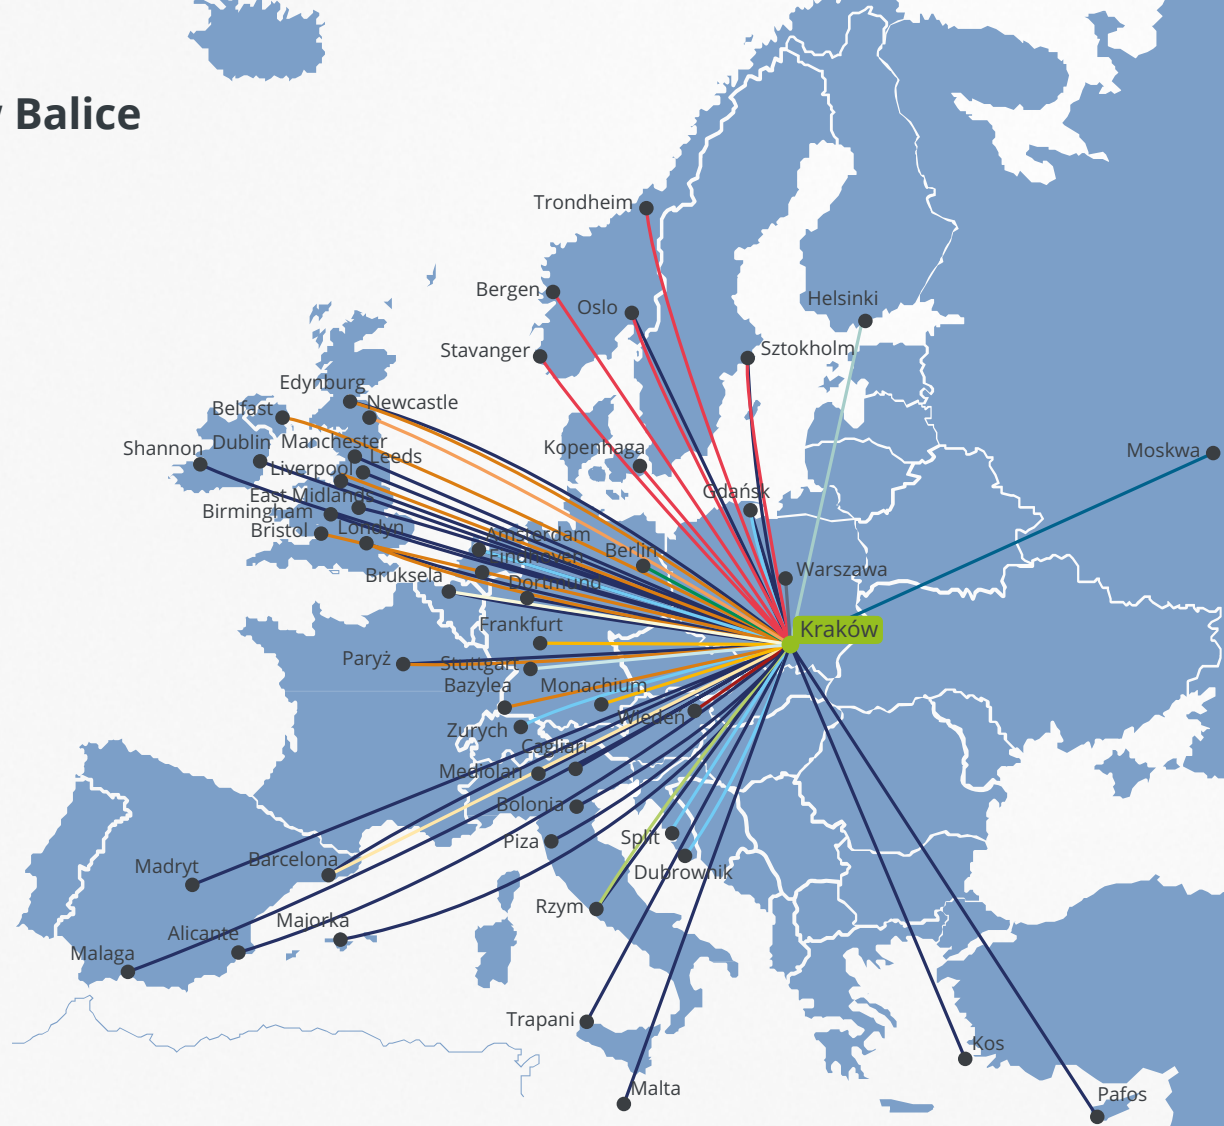 Balice
Trondheim
Bergen
Oslo
Helsinki
Stavanger
Sztokholm
Edynburg
Newcastle
Belfast
Dublin
Manchester
Shannon
Leeds
Kopenhaga
Moskwa
Liverpool
East Midlands
Gdańsk
Birmingham
Bristol
Londyn
Amsterdam
Eindhoven
Berlin
Bruksela
Dortmund
Warszawa
Frankfurt
Kraków
Paryż
Stuttgart
Bazylea
Monachium
Wiedeń
Zurych
Cagliari
Mediolan
Bolonia
Piza
Split
Barcelona
Madryt
Dubrownik
Rzym
Majorka
Alicante
Malaga
Trapani
Kos
Malta
Pafos